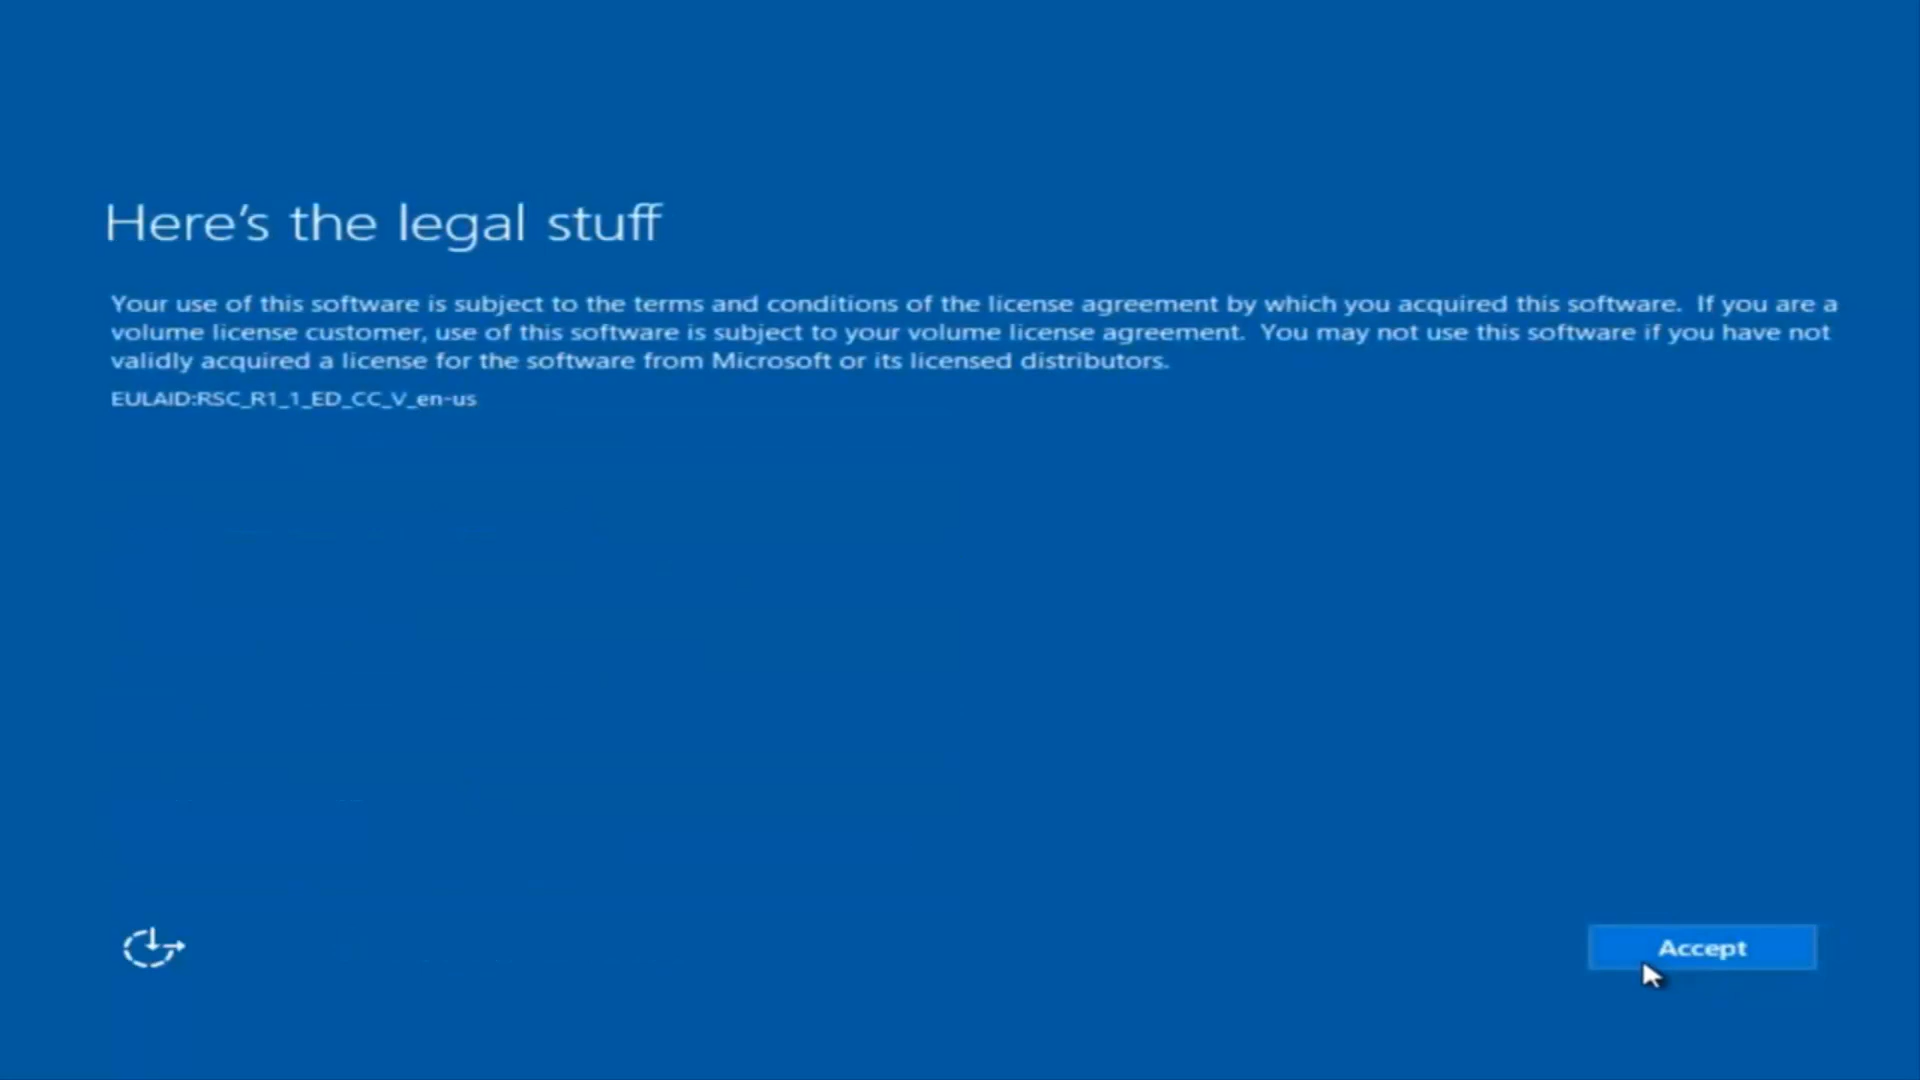 Here's the legal stuff
Your use of this software is subject to the terms and conditions of the license agreement by which you acquired this software. If you are a
volume license customer, use of this software is subject to your volume license agreement. You may not use this software if you have not
validly acquired a license for the software from Microsoft or its licensed distributors.
EULAID:RSC_R1_1_ED_CC_V_en-us
Accept